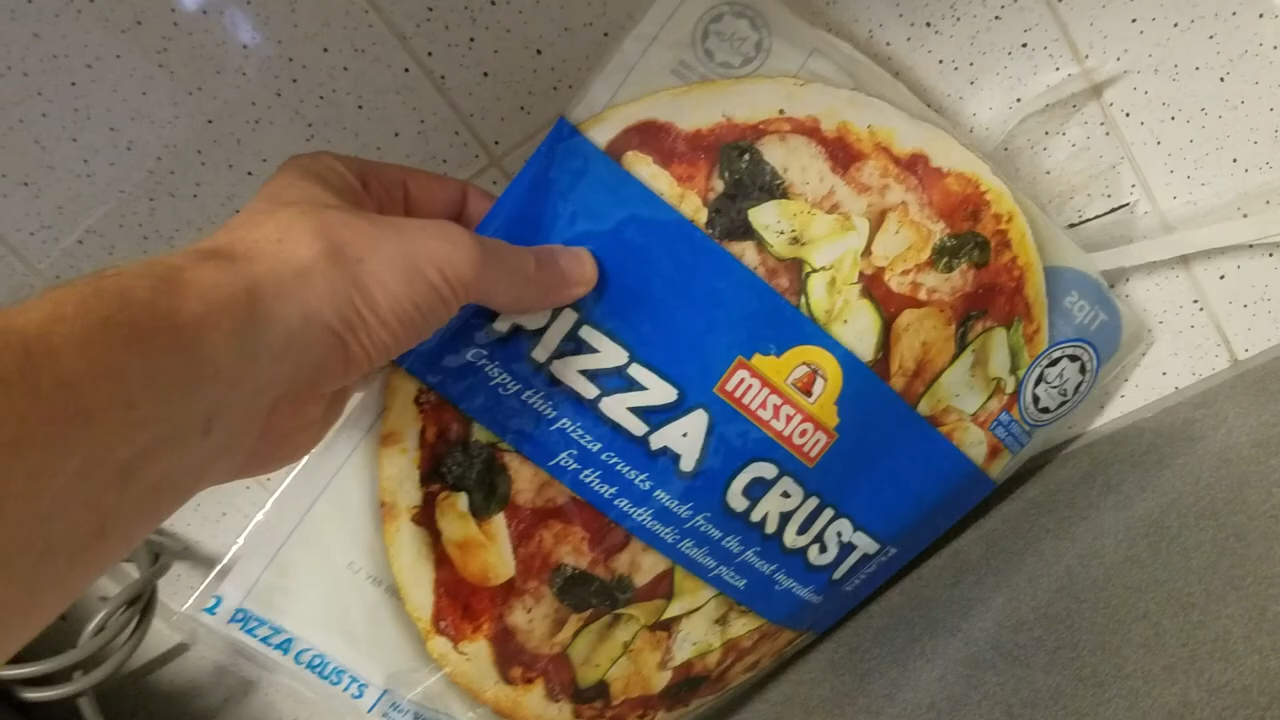 Tips
MISSION
PIZZA CRUST
Crispy thin pizza crusts made from the finest ingredients
for that authentic Italian pizza.
2 PIZZA CRUSTS